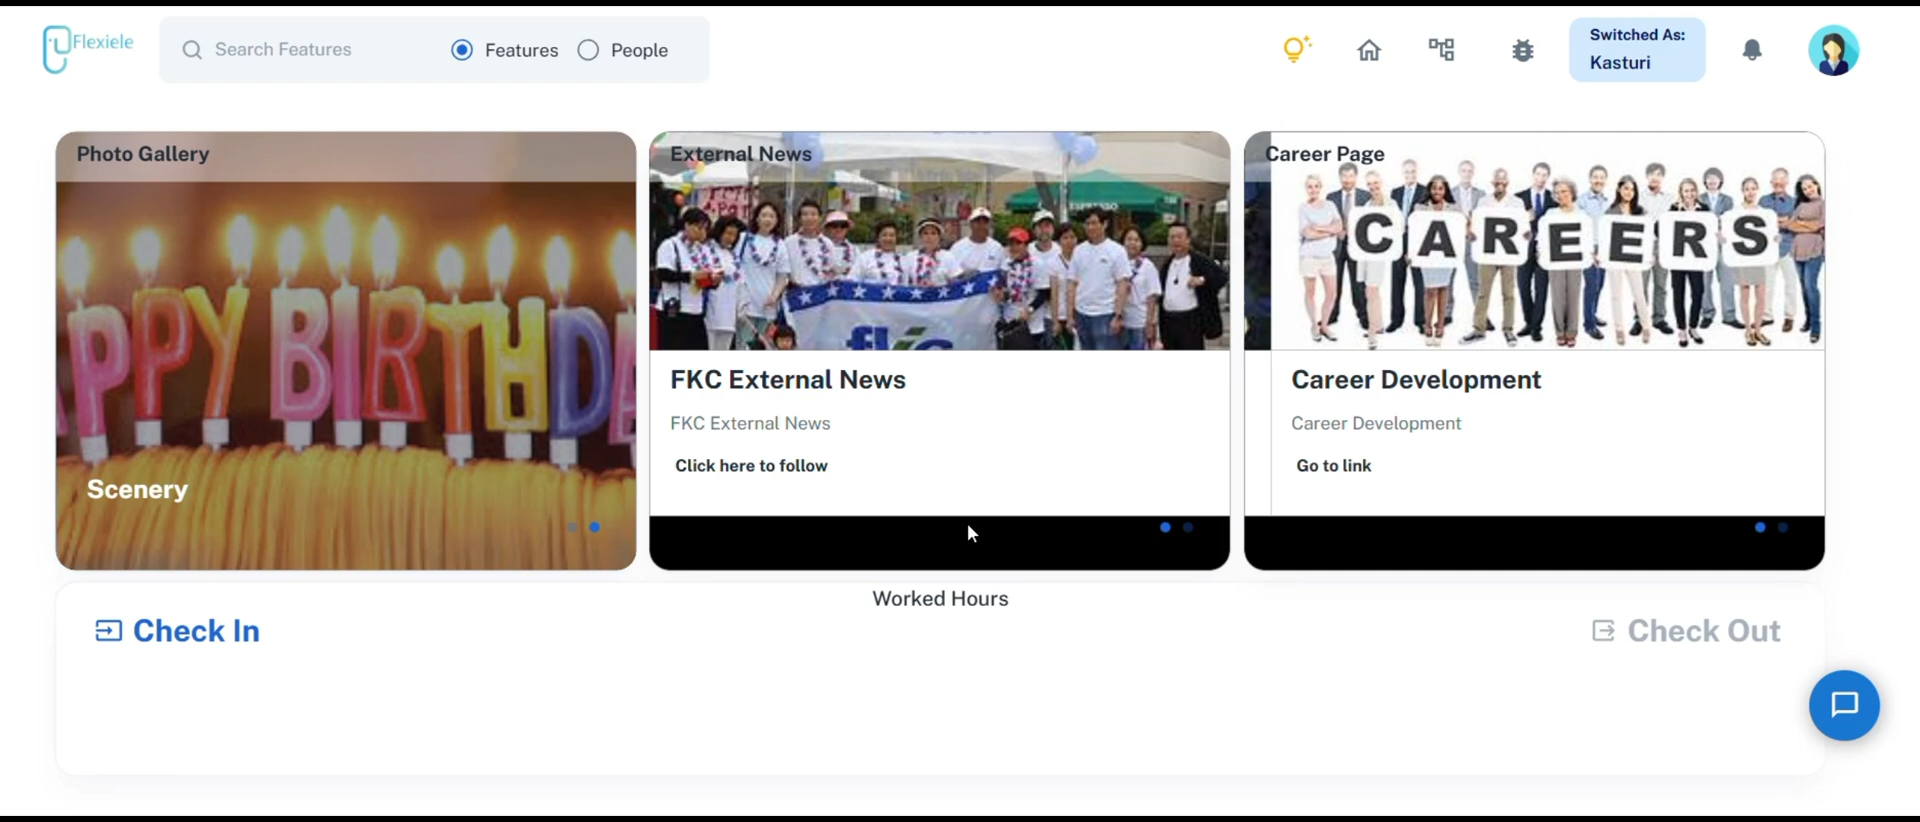 Flexiele
Search Features
Features
People
Switched As:
Kasturi
Photo Gallery
APPY BIRTHDA
Scenery
External News
FKC External News
FKC External News
Click here to follow
Career Page
CAREERS
Career Development
Career Development
Go to link
Worked Hours
Check In
Check Out